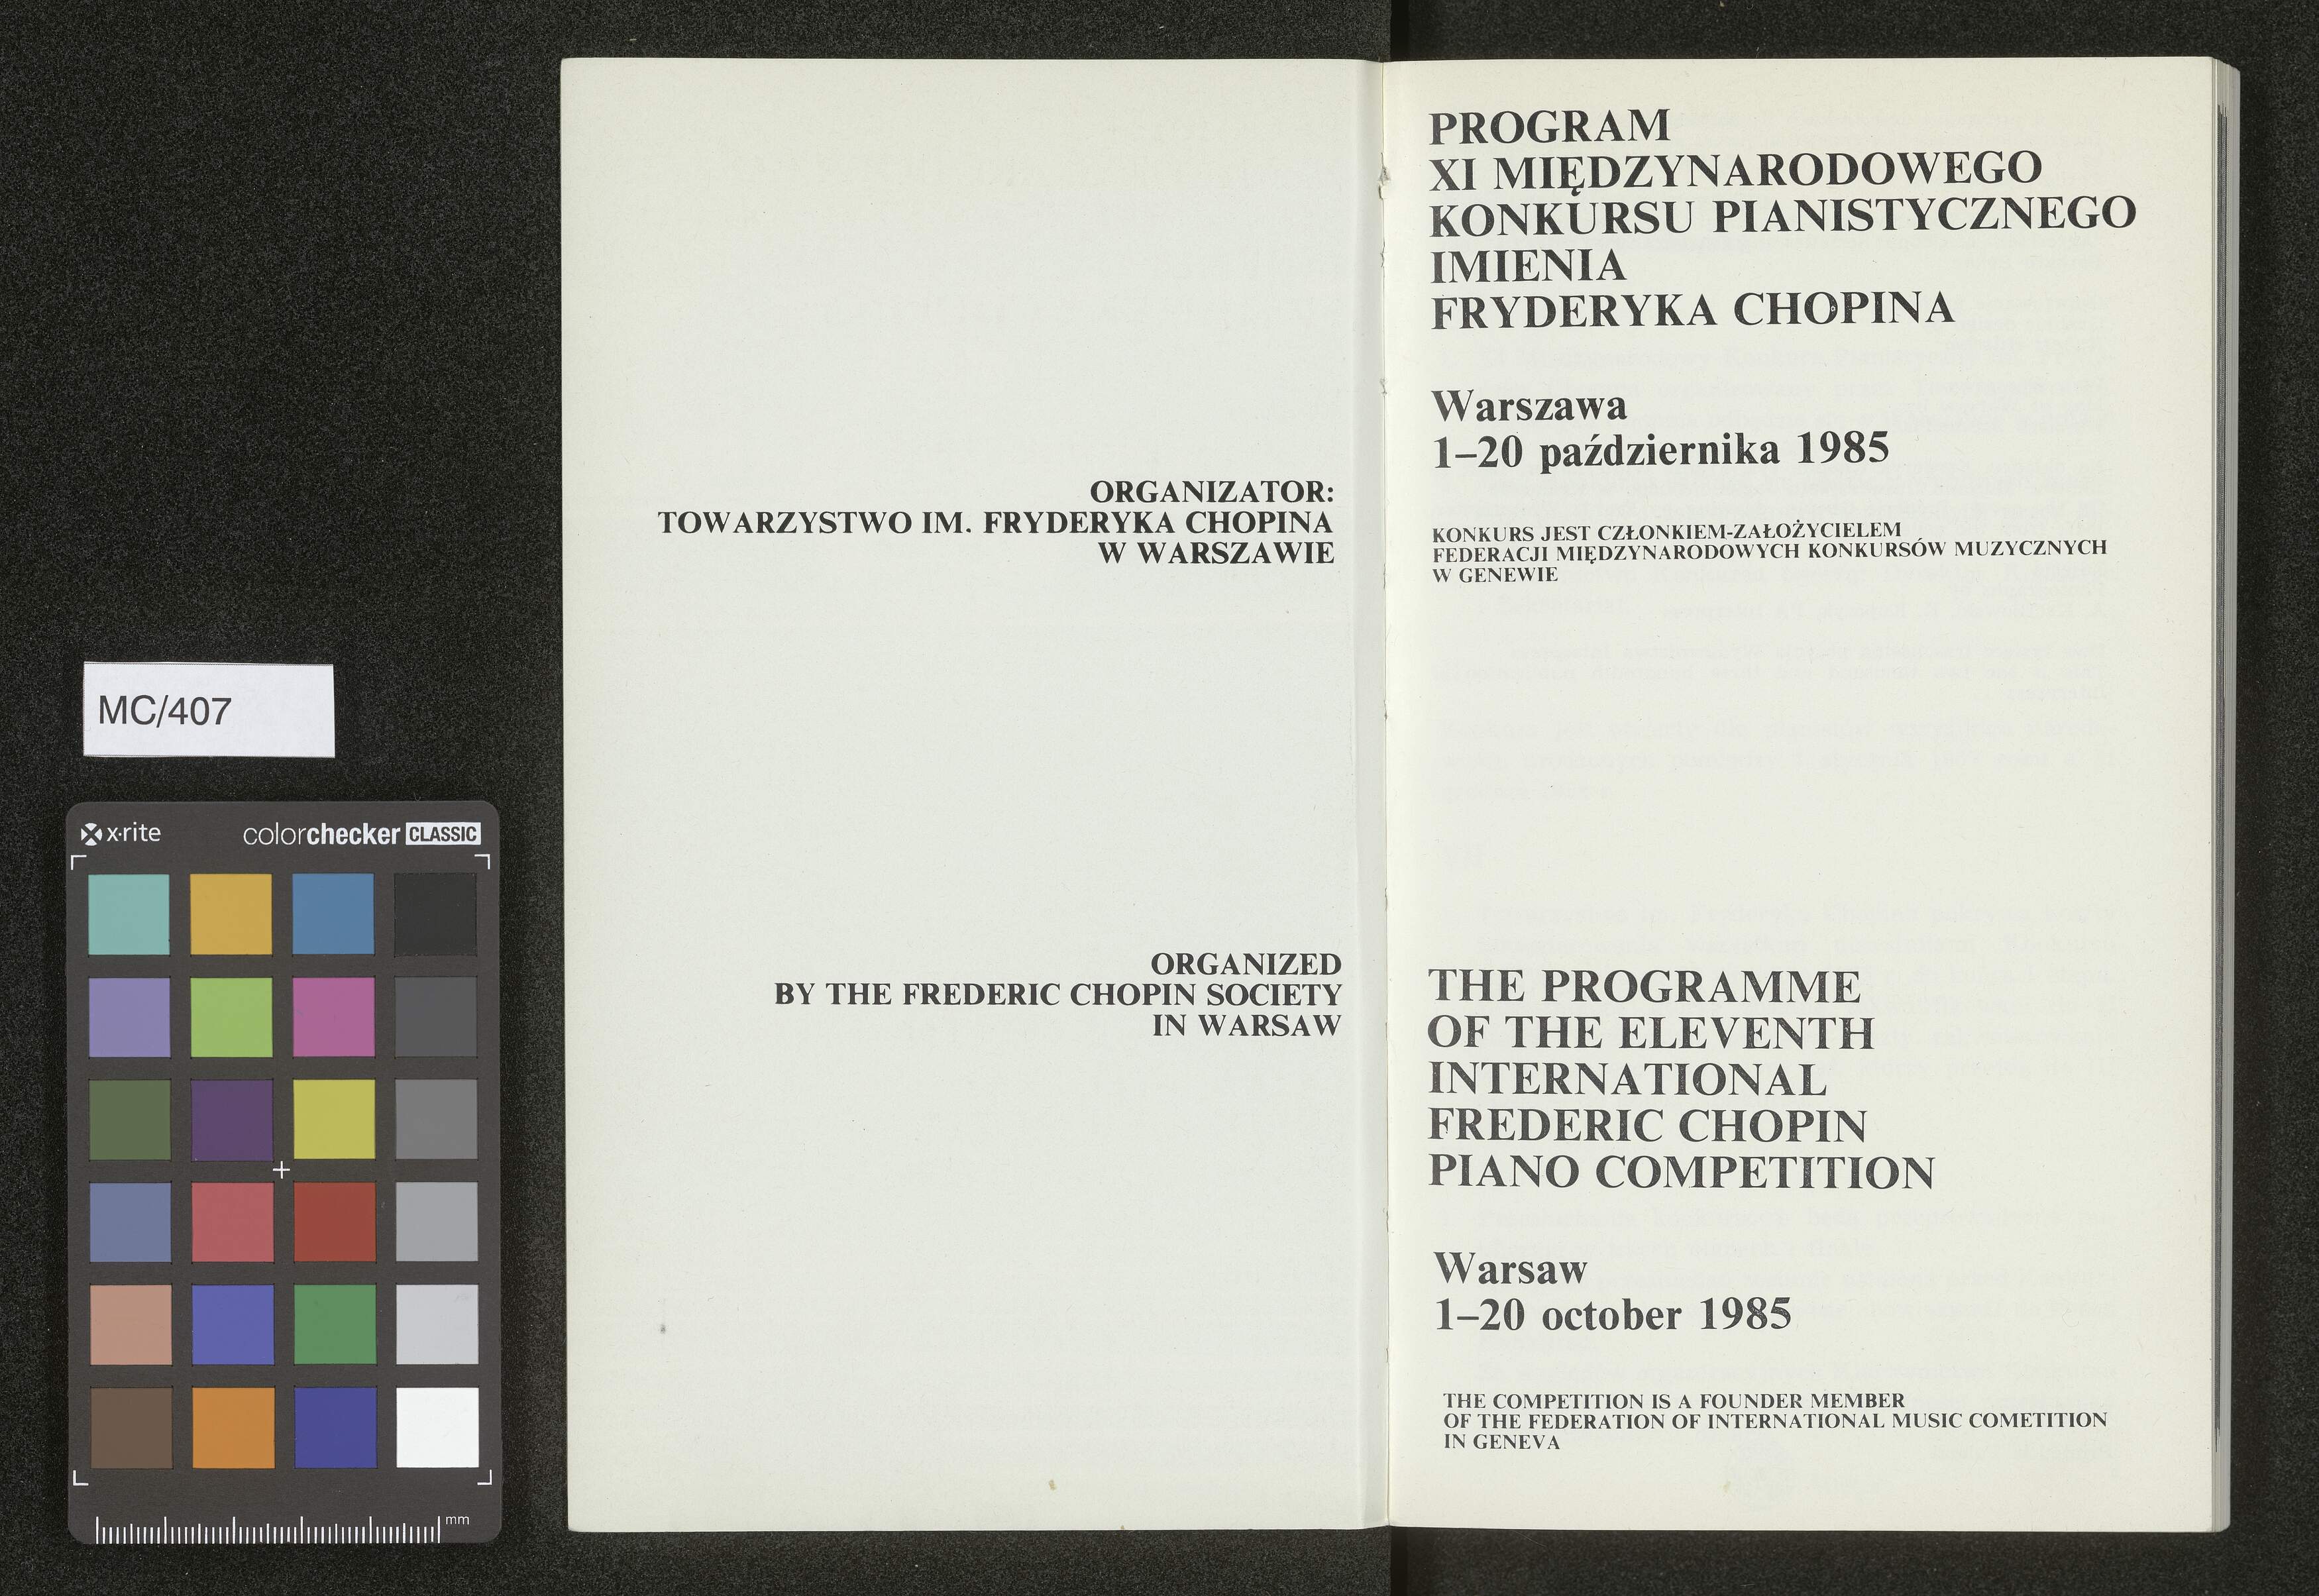 MC/407
x·rite
colorchecker CLASSIC
mm
ORGANIZATOR:
TOWARZYSTWO IM. FRYDERYKA CHOPINA
W WARSZAWIE
ORGANIZED
BY THE FREDERIC CHOPIN SOCIETY
IN WARSAW
PROGRAM
XI MIĘDZYNARODOWEGO
KONKURSU PIANISTYCZNEGO
IMIENIA
FRYDERYKA CHOPINA
Warszawa
1–20 października 1985
KONKURS JEST CZŁONKIEM-ZAŁOŻYCIELEM
FEDERACJI MIĘDZYNARODOWYCH KONKURSÓW MUZYCZNYCH
W GENEWIE
THE PROGRAMME
OF THE ELEVENTH
INTERNATIONAL
FREDERIC CHOPIN
PIANO COMPETITION
Warsaw
1–20 october 1985
THE COMPETITION IS A FOUNDER MEMBER
OF THE FEDERATION OF INTERNATIONAL MUSIC COMETITION
IN GENEVA